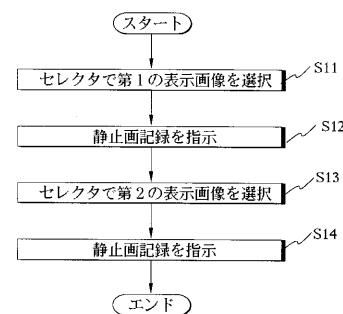 スタート
セレクタで第1の表示画像を選択
S11
静止画記録を指示
S12
セレクタで第2の表示画像を選択
S13
静止画記録を指示
S14
エンド